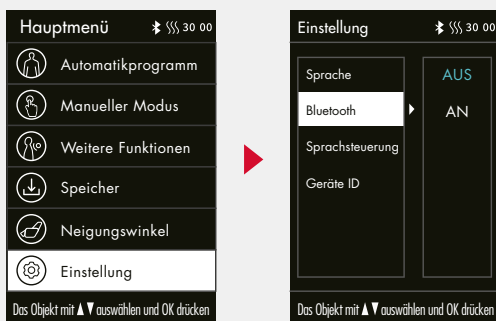 Hauptmenü 30 00
Automatikprogramm
Manueller Modus
Weitere Funktionen
Speicher
Neigungswinkel
Einstellung
Das Objekt mit ▲▼ auswählen und OK drücken
Einstellung 30 00
Sprache
Bluetooth
Sprachsteuerung
Geräte ID
AUS
AN
Das Objekt mit ▲▼ auswählen und OK drücken